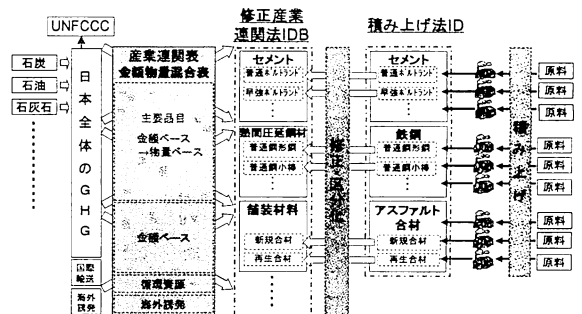 UNFCCC
石炭
石油
石灰石
日本全体のGHG
国際
輸送
海外
誘発
産業連関表
金額物量混合表
主要品目
金額ベース
→物量ベース
金額ベース
循環資源
海外誘発
修正産業
連関法IDB
セメント
普通ポルトランド
早強ポルトランド
熱間圧延鋼材
普通鋼形鋼
普通鋼小棒
舗装材料
新規合材
再生合材
修正・区分化
積み上げ法ID
セメント
普通ポルトランド
早強ポルトランド
鉄鋼
普通鋼形鋼
普通鋼小棒
アスファルト
合材
新規合材
再生合材
積み上げ
原料
原料
原料
原料
原料
原料
原料
原料
原料